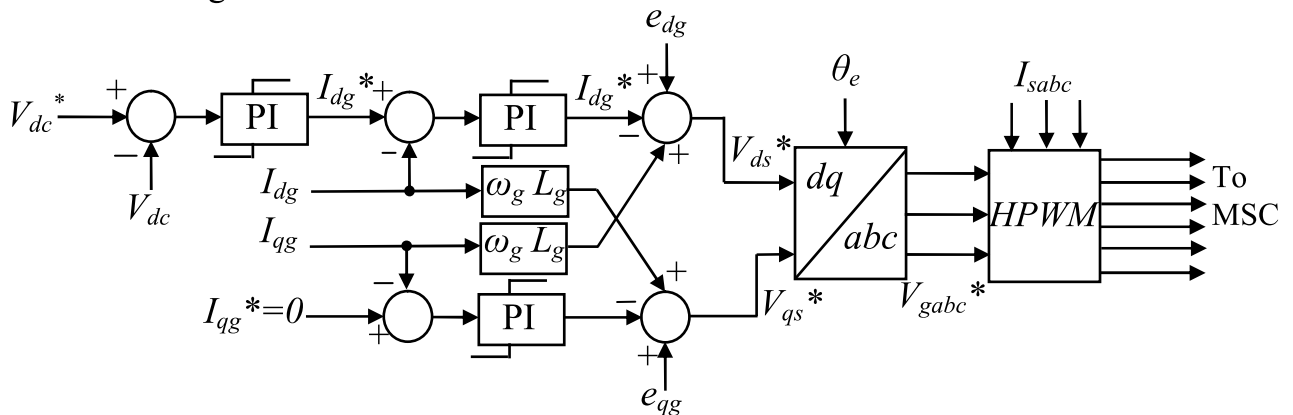 e_dg
θ_e
I_sabc
V_dc* + − V_dc
PI
I_dg* + −
PI
I_dg* + − +
V_ds*
dq
abc
HPWM
To
MSC
I_dg
ω_g L_g
I_qg
ω_g L_g
I_qg*=0 − +
PI
− + +
V_qs*
V_gabc*
e_qg